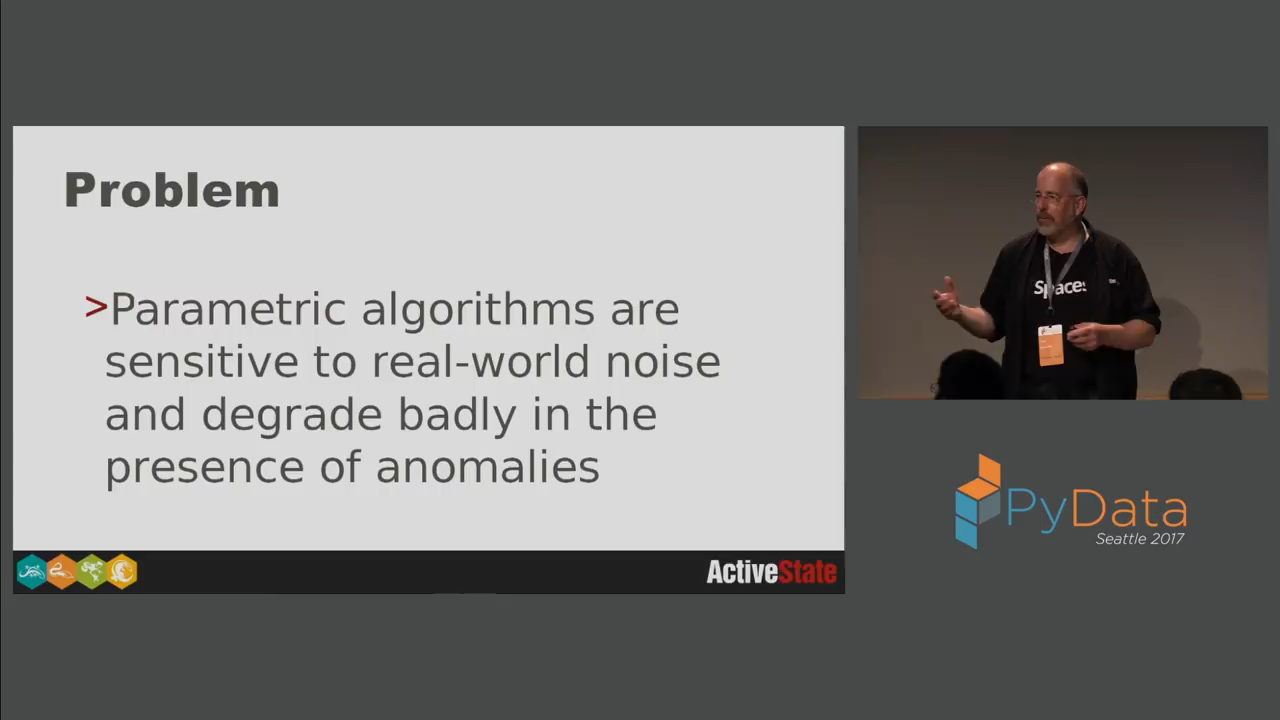 Problem
>Parametric algorithms are
sensitive to real-world noise
and degrade badly in the
presence of anomalies
ActiveState
Spaces
PyData
Seattle 2017